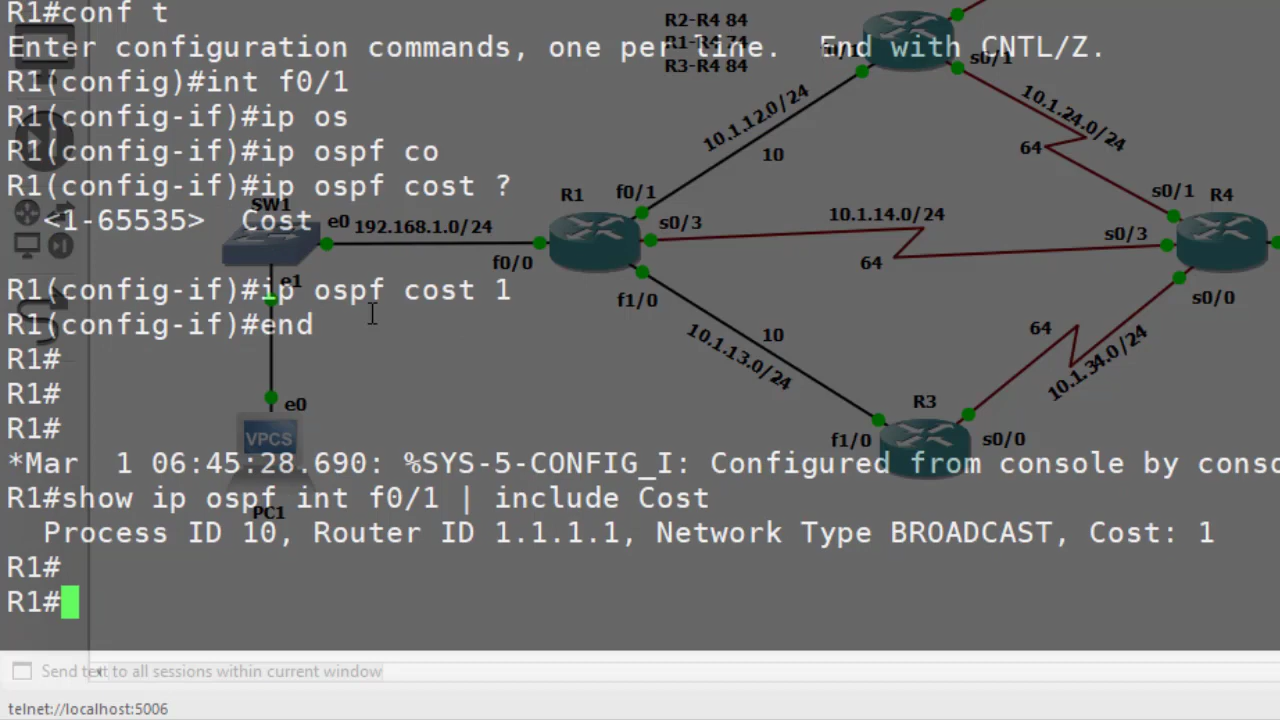 R1#conf t
Enter configuration commands, one per line.  End with CNTL/Z.
R1(config)#int f0/1
R1(config-if)#ip os
R1(config-if)#ip ospf co
R1(config-if)#ip ospf cost ?
  <1-65535>  Cost
R1(config-if)#ip ospf cost 1
R1(config-if)#end
R1#
R1#
R1#
*Mar  1 06:45:28.690: %SYS-5-CONFIG_I: Configured from console by conso
R1#show ip ospf int f0/1 | include Cost
  Process ID 10, Router ID 1.1.1.1, Network Type BROADCAST, Cost: 1
R1#
R1#
R2-R4 84
R1-R4 74
R3-R4 84
s0/1
10.1.12.0/24
10
10.1.24.0/24
64
SW1
e0
192.168.1.0/24
f0/0
R1
f0/1
s0/3
10.1.14.0/24
64
s0/3
s0/1
R4
s0/0
e1
f1/0
10
10.1.13.0/24
64
10.1.34.0/24
R3
f1/0
s0/0
e0
VPCS
PC1
Send text to all sessions within current window
telnet://localhost:5006